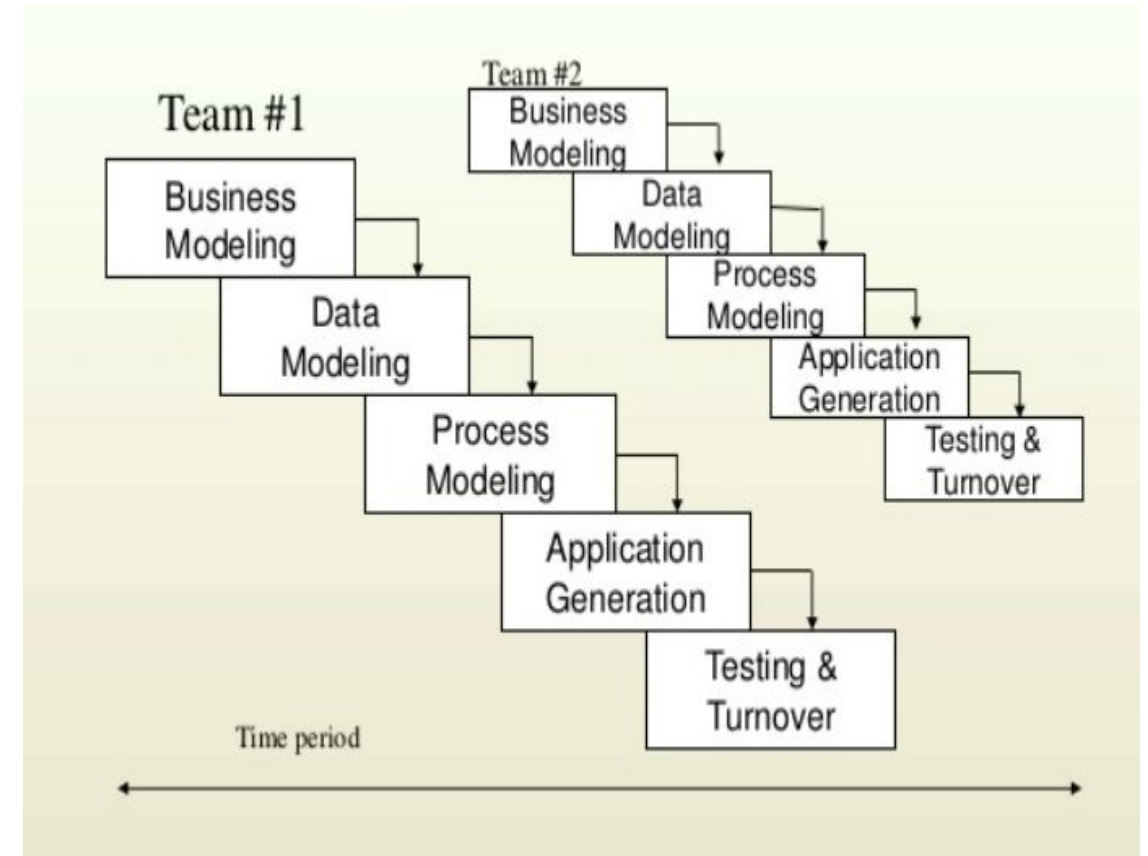 Team #1
Business
Modeling
Data
Modeling
Process
Modeling
Application
Generation
Testing &
Turnover
Team #2
Business
Modeling
Data
Modeling
Process
Modeling
Application
Generation
Testing &
Turnover
Time period